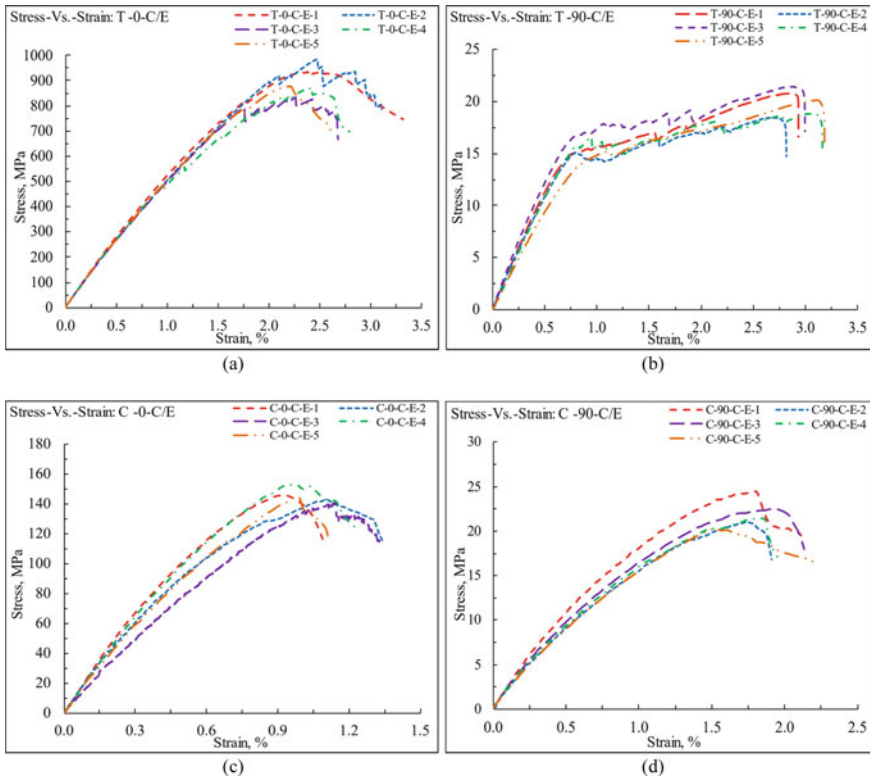 Stress-Vs.-Strain: T -0-C/E
T-0-C-E-1 T-0-C-E-2
T-0-C-E-3 T-0-C-E-4
T-0-C-E-5
1000
900
800
700
600
500
400
300
200
100
0
Stress, MPa
0.0 0.5 1.0 1.5 2.0 2.5 3.0 3.5
Strain, %
(a)
Stress-Vs.-Strain: T-90-C/E
T-90-C-E-1 T-90-C-E-2
T-90-C-E-3 T-90-C-E-4
T-90-C-E-5
25
20
15
10
5
0
Stress, MPa
0.0 0.5 1.0 1.5 2.0 2.5 3.0 3.5
Strain, %
(b)
Stress-Vs.-Strain: C -0-C/E
C-0-C-E-1 C-0-C-E-2
C-0-C-E-3 C-0-C-E-4
C-0-C-E-5
180
160
140
120
100
80
60
40
20
0
Stress, MPa
0.0 0.3 0.6 0.9 1.2 1.5
Strain, %
(c)
Stress-Vs.-Strain: C -90-C/E
C-90-C-E-1 C-90-C-E-2
C-90-C-E-3 C-90-C-E-4
C-90-C-E-5
30
25
20
15
10
5
0
Stress, MPa
0.0 0.5 1.0 1.5 2.0 2.5
Strain, %
(d)